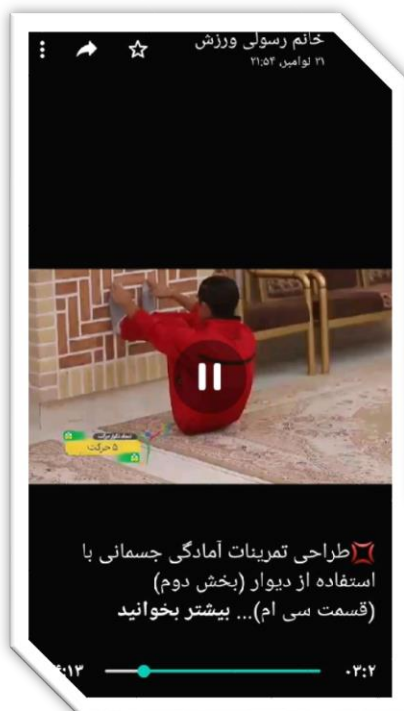 خانم رسولی ورزش
۲۱ نوامبر، ۲۱:۵۴
۵ حرکت
💢طراحی تمرینات آمادگی جسمانی با
استفاده از دیوار (بخش دوم)
(قسمت سی ام)... بیشتر بخوانید